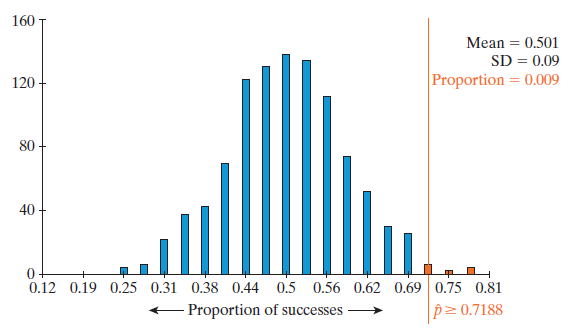 160
Mean = 0.501
SD = 0.09
Proportion = 0.009
120
80
40
0
0.12 0.19 0.25 0.31 0.38 0.44 0.5 0.56 0.62 0.69 0.75 0.81
Proportion of successes
p̂ ≥ 0.7188